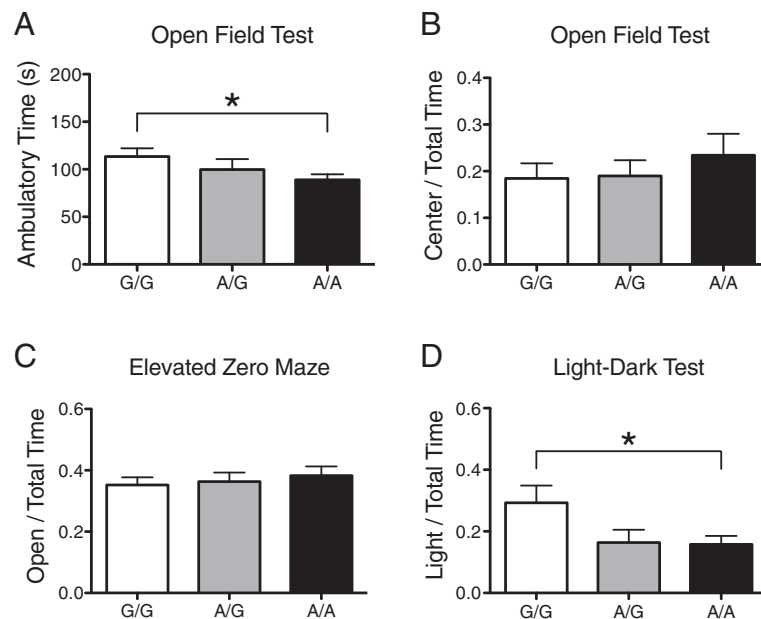 A
Open Field Test
Ambulatory Time (s)
200
150
100
50
0
*
G/G A/G A/A
B
Open Field Test
Center / Total Time
0.4
0.3
0.2
0.1
0.0
G/G A/G A/A
C
Elevated Zero Maze
Open / Total Time
0.6
0.4
0.2
0.0
G/G A/G A/A
D
Light-Dark Test
Light / Total Time
0.6
0.4
0.2
0.0
*
G/G A/G A/A